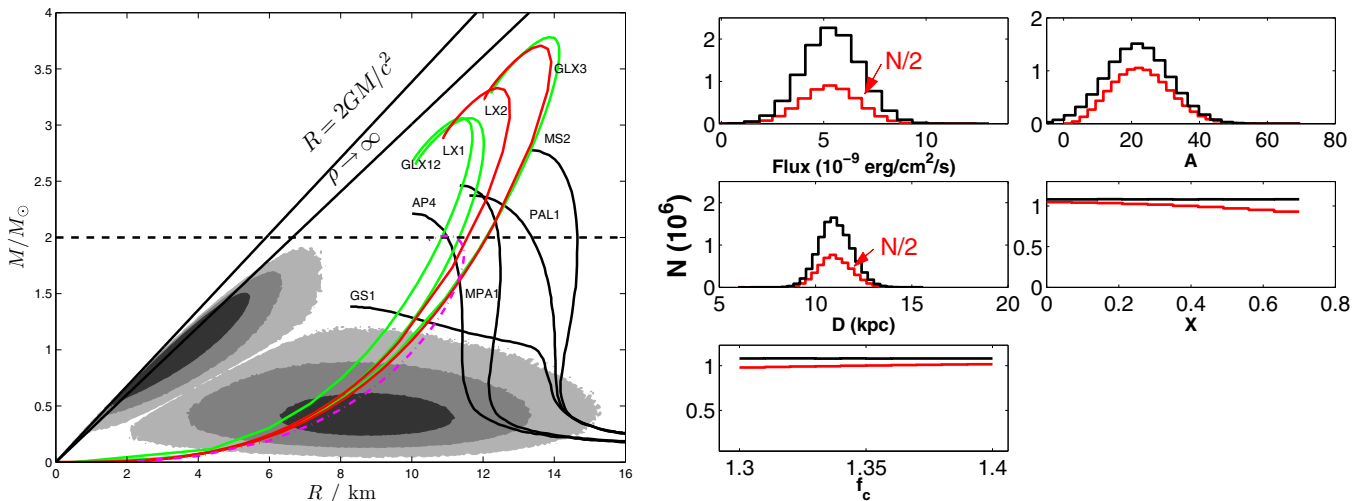 4
3.5
3
2.5
2
1.5
1
0.5
0
M/M⊙
R = 2GM/c²
ρ → ∞
GLX3
LX2
LX1
GLX12
MS2
AP4
PAL1
GS1
MPA1
0 2 4 6 8 10 12 14 16
R / km
N (10⁶)
2
1
0
N/2
0 5 10
Flux (10⁻⁹ erg/cm²/s)
2
1
0
0 20 40 60 80
A
2
1
0
N/2
5 10 15 20
D (kpc)
1
0.5
0 0.2 0.4 0.6 0.8
X
1
0.5
1.3 1.35 1.4
f_c